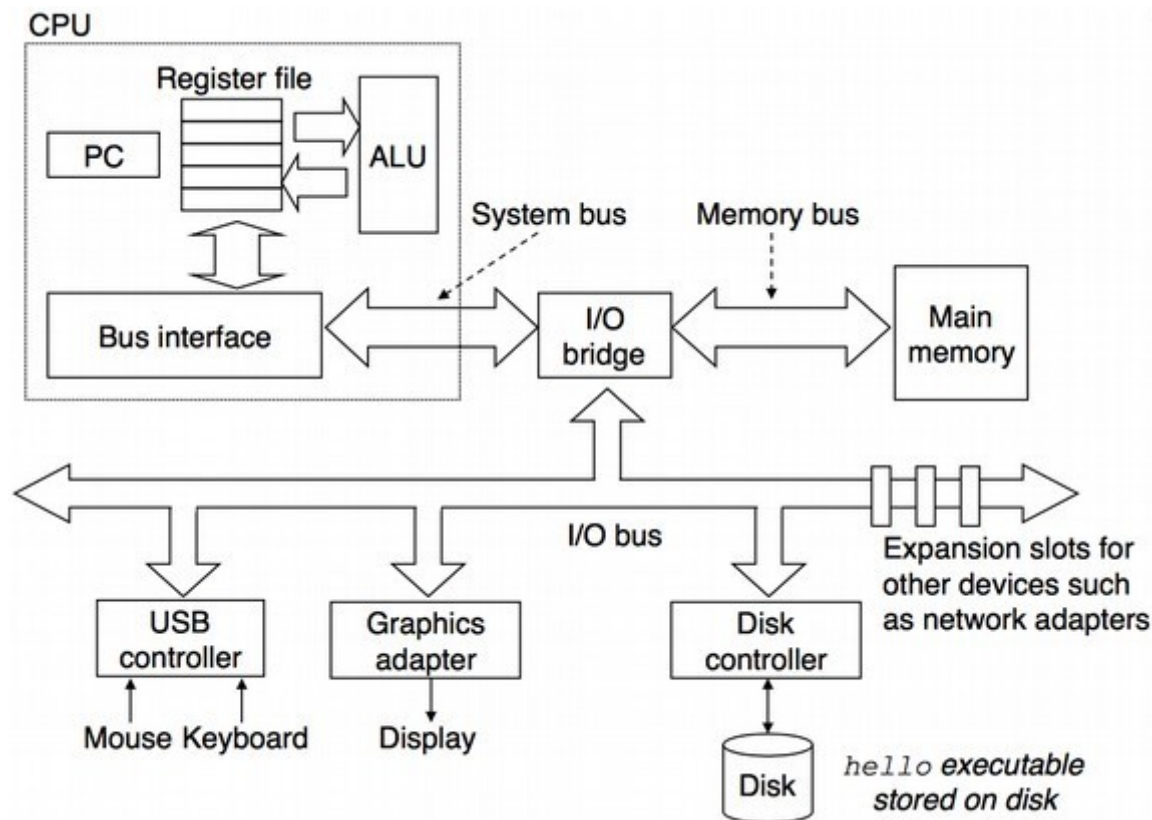 CPU
Register file
PC
ALU
System bus
Memory bus
Bus interface
I/O
bridge
Main
memory
I/O bus
Expansion slots for
other devices such
as network adapters
USB
controller
Graphics
adapter
Disk
controller
Mouse Keyboard
Display
Disk
hello executable
stored on disk